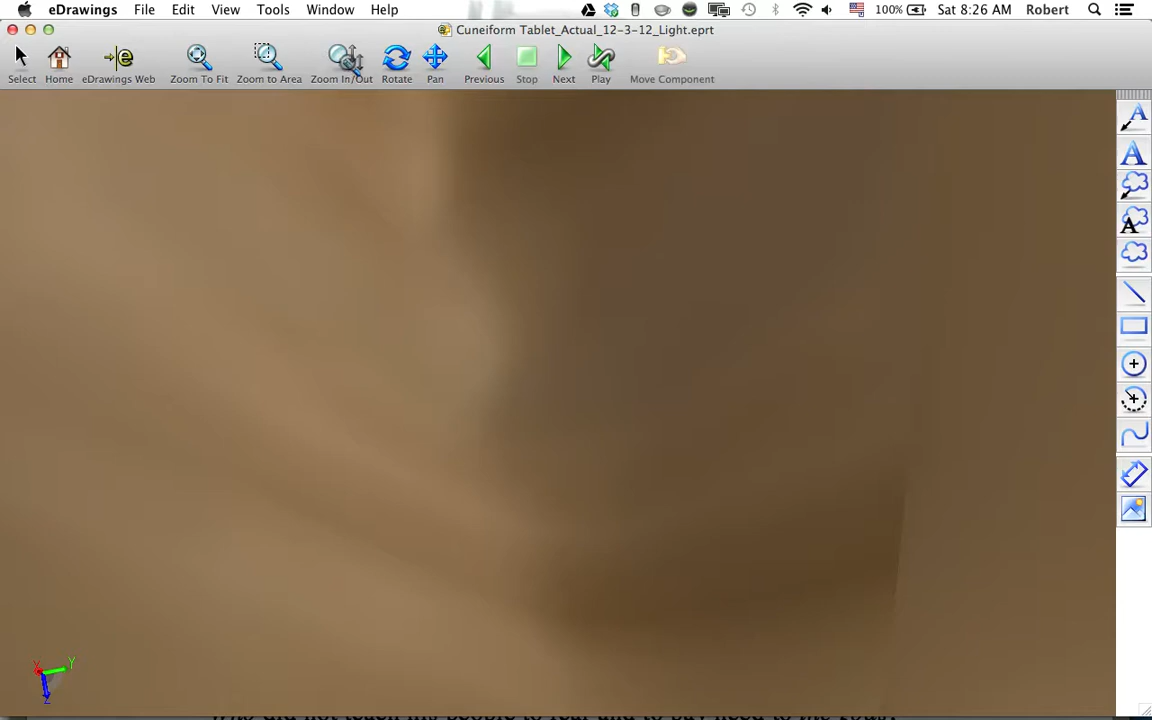 eDrawings File Edit View Tools Window Help 100% Sat 8:26 AM Robert
Cuneiform Tablet_Actual_12-3-12_Light.eprt
Select Home eDrawings Web Zoom To Fit Zoom to Area Zoom In/Out Rotate Pan Previous Stop Next Play Move Component
X Y
Z